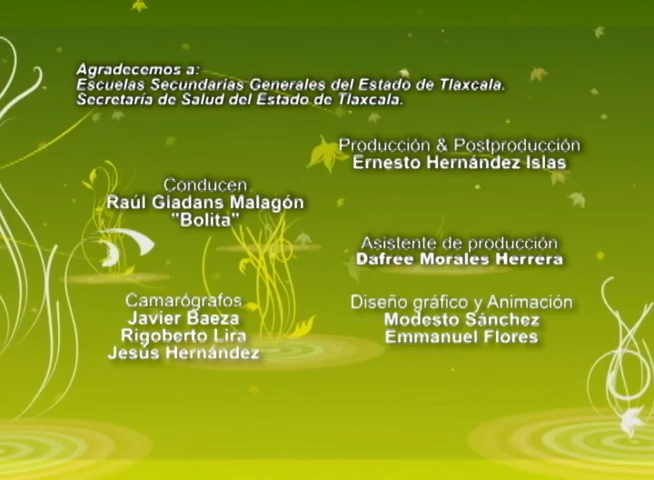 Agradecemos a:
Escuelas Secundarias Generales del Estado de Tlaxcala.
Secretaría de Salud del Estado de Tlaxcala.
Producción & Postproducción
Ernesto Hernández Islas
Conducen
Raúl Giadans Malagón
"Bolita"
Asistente de producción
Dafree Morales Herrera
Camarógrafos
Javier Baeza
Rigoberto Lira
Jesús Hernández
Diseño gráfico y Animación
Modesto Sánchez
Emmanuel Flores